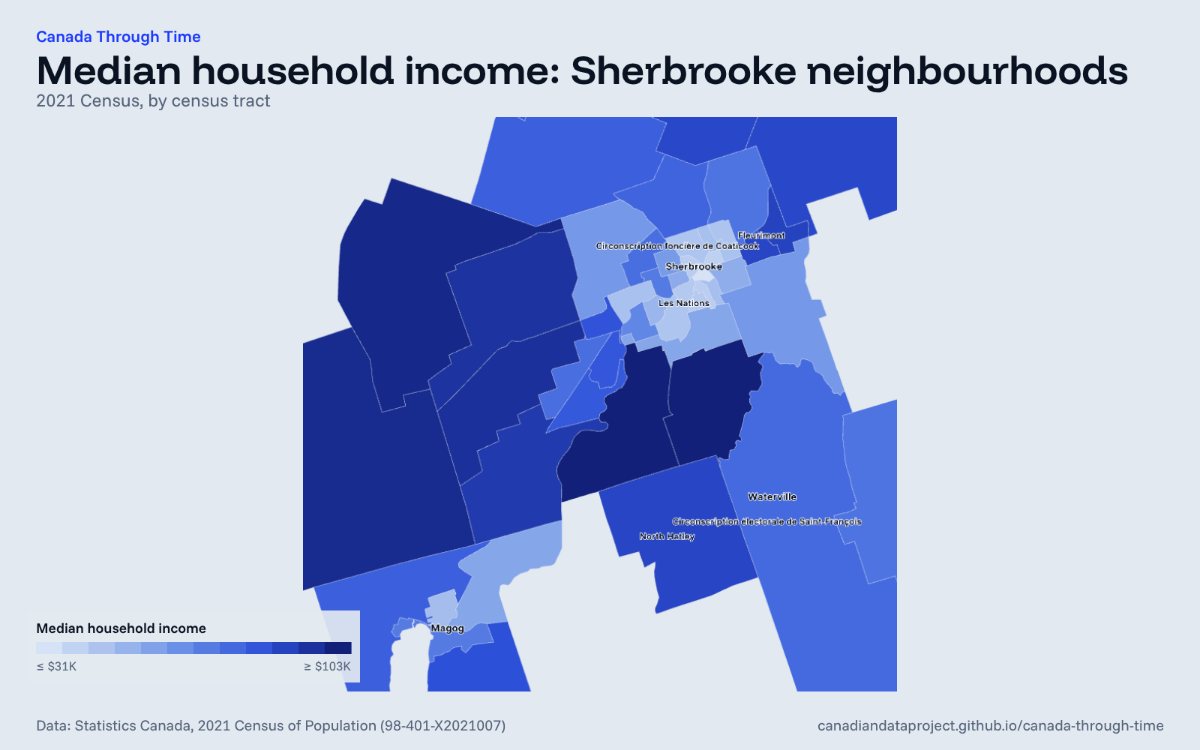 Canada Through Time
Median household income: Sherbrooke neighbourhoods
2021 Census, by census tract
Fleurimont
Circonscription foncière de Coaticook
Sherbrooke
Les Nations
Waterville
Circonscription électorale de Saint-François
North Hatley
Magog
Median household income
≤ $31K
≥ $103K
Data: Statistics Canada, 2021 Census of Population (98-401-X2021007)
canadiandataproject.github.io/canada-through-time